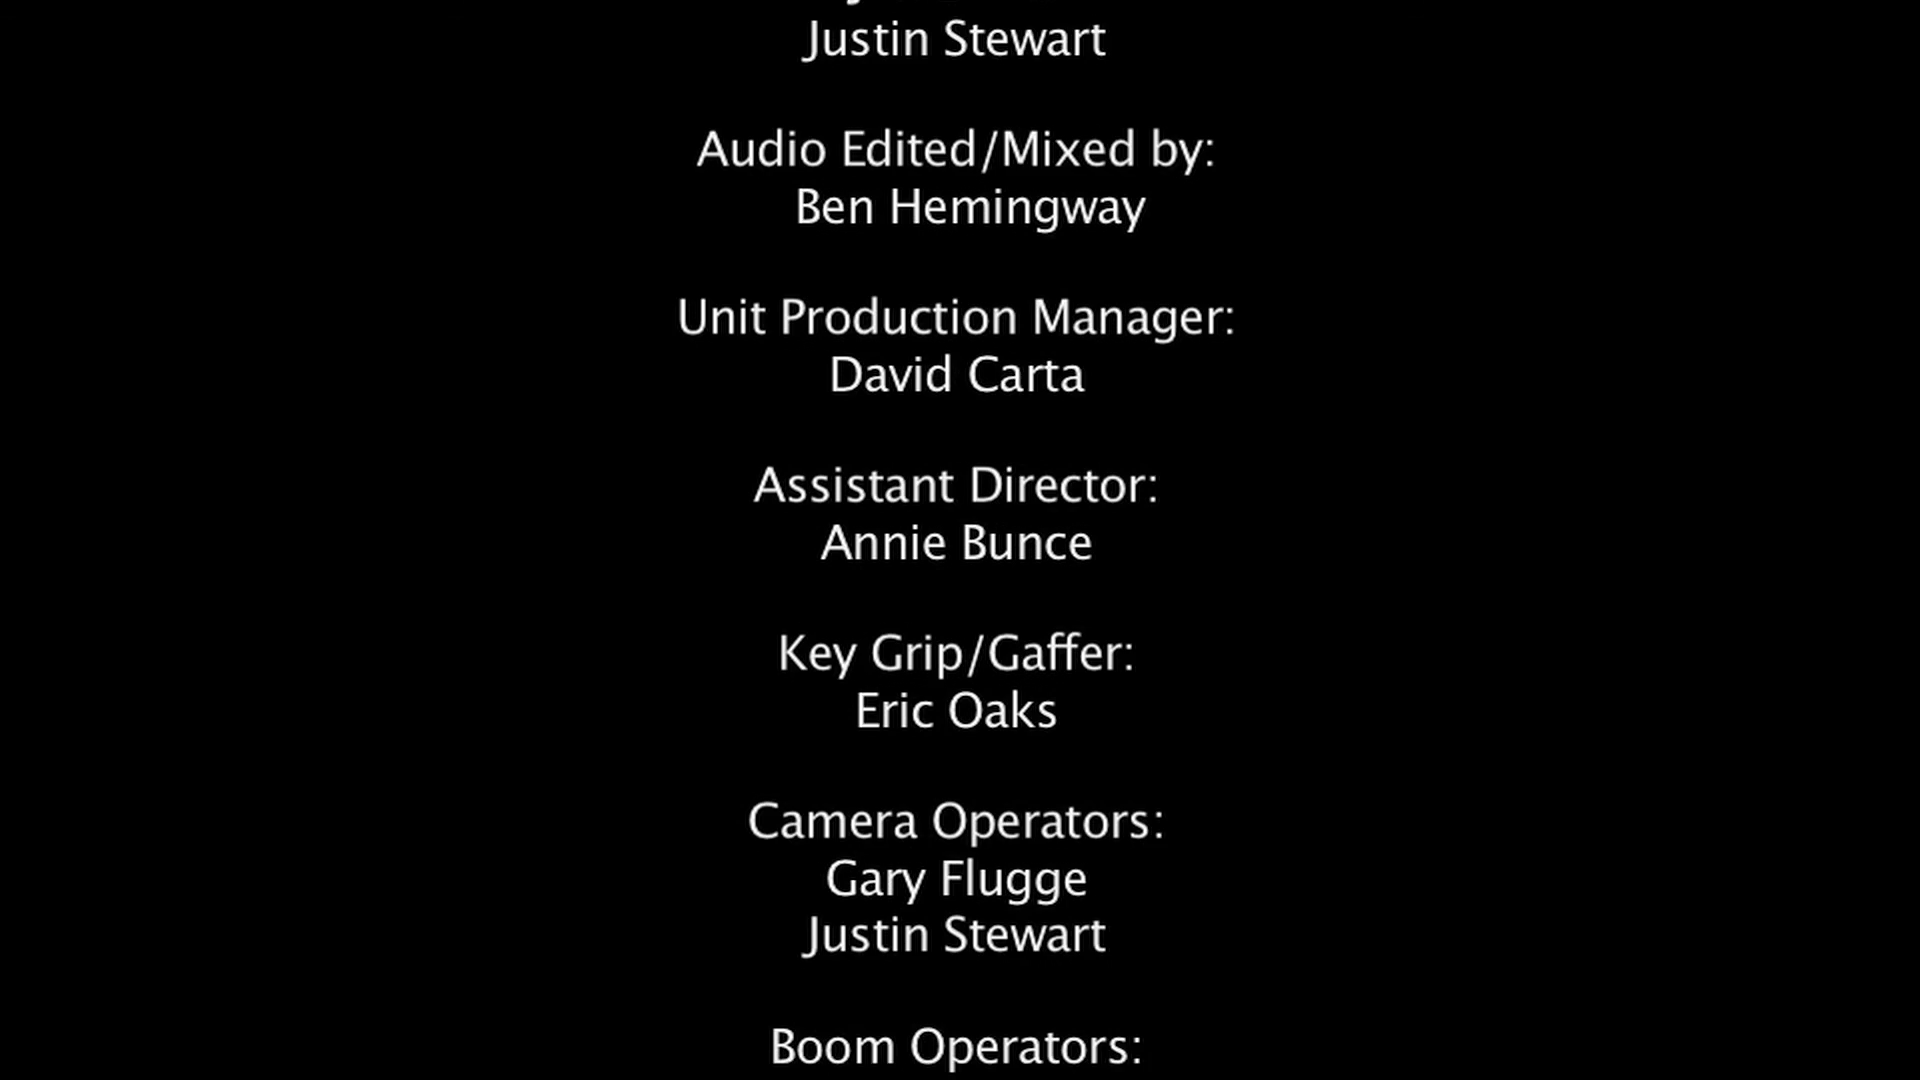 Justin Stewart
Audio Edited/Mixed by:
Ben Hemingway
Unit Production Manager:
David Carta
Assistant Director:
Annie Bunce
Key Grip/Gaffer:
Eric Oaks
Camera Operators:
Gary Flugge
Justin Stewart
Boom Operators: